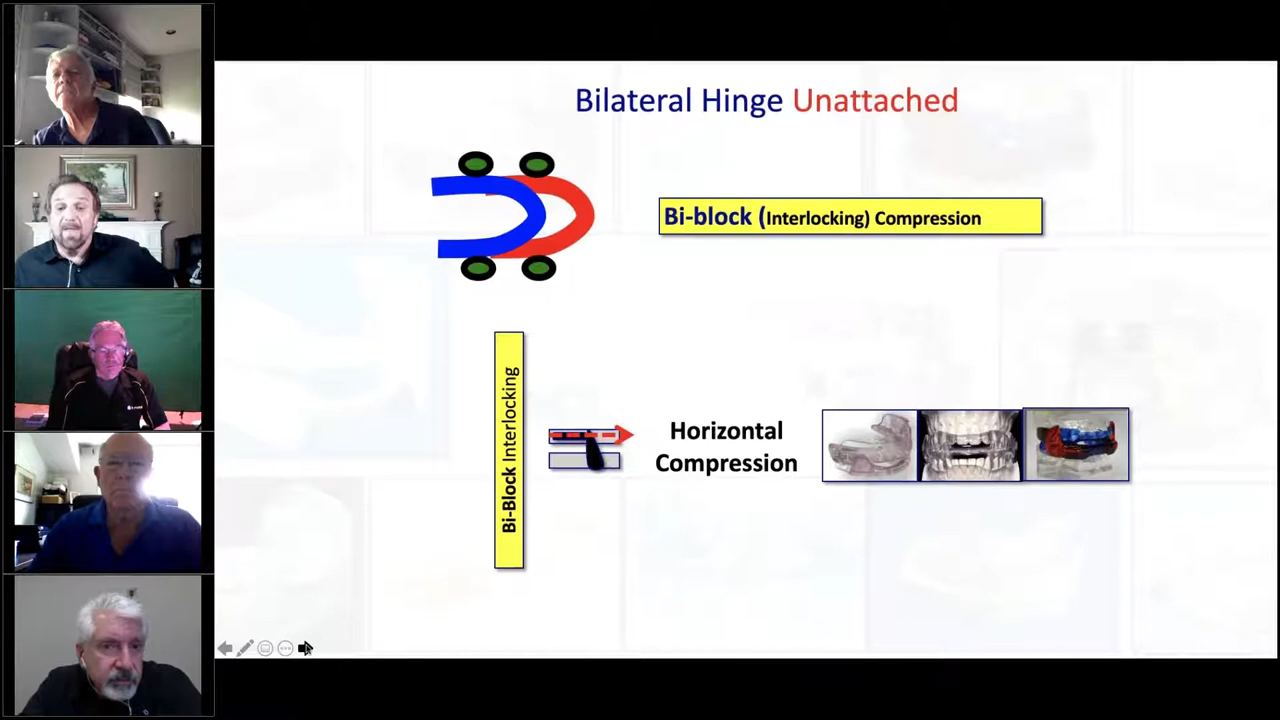 Bilateral Hinge Unattached
Bi-block (Interlocking) Compression
Bi-Block Interlocking
Horizontal
Compression